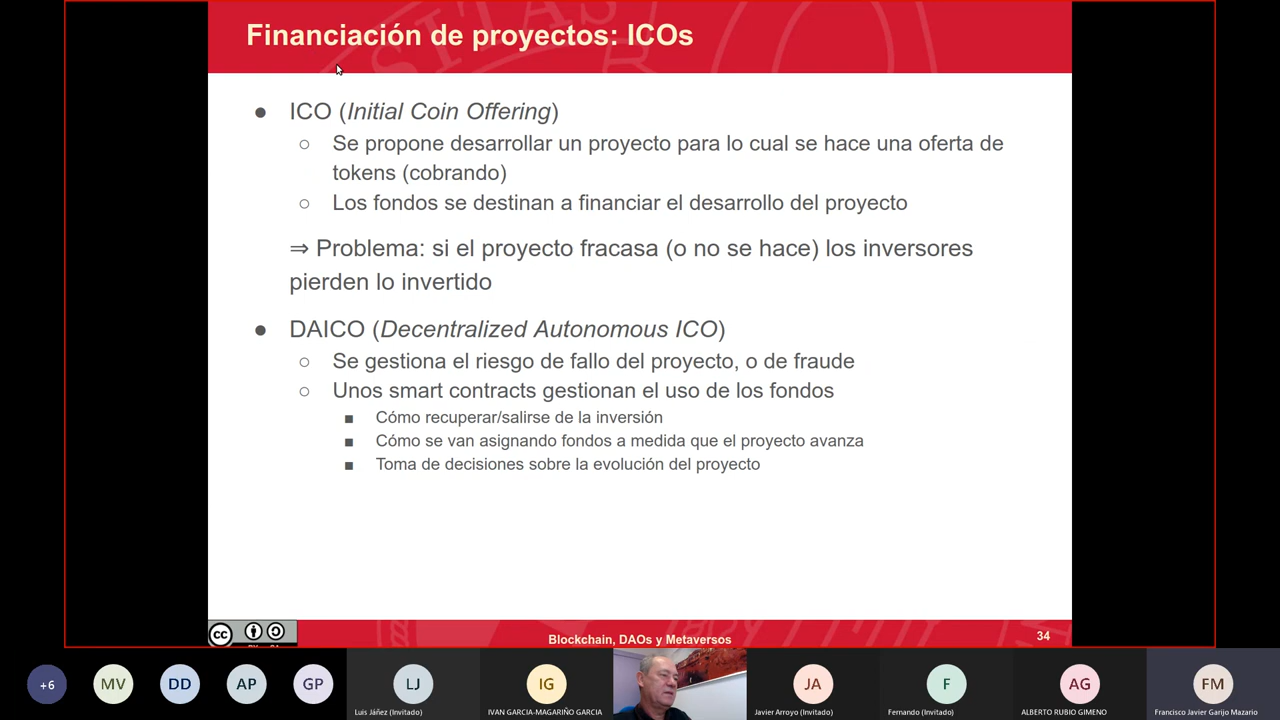 Financiación de proyectos: ICOs
● ICO (Initial Coin Offering)
○ Se propone desarrollar un proyecto para lo cual se hace una oferta de
tokens (cobrando)
○ Los fondos se destinan a financiar el desarrollo del proyecto
⇒ Problema: si el proyecto fracasa (o no se hace) los inversores
pierden lo invertido
● DAICO (Decentralized Autonomous ICO)
○ Se gestiona el riesgo de fallo del proyecto, o de fraude
○ Unos smart contracts gestionan el uso de los fondos
■ Cómo recuperar/salirse de la inversión
■ Cómo se van asignando fondos a medida que el proyecto avanza
■ Toma de decisiones sobre la evolución del proyecto
cc
Blockchain, DAOs y Metaversos
34
+6
MV
DD
AP
GP
LJ
Luis Jáñez (Invitado)
IG
IVAN GARCIA-MAGARIÑO GARCIA
JA
Javier Arroyo (Invitado)
F
Fernando (Invitado)
AG
ALBERTO RUBIO GIMENO
FM
Francisco Javier Garijo Mazario